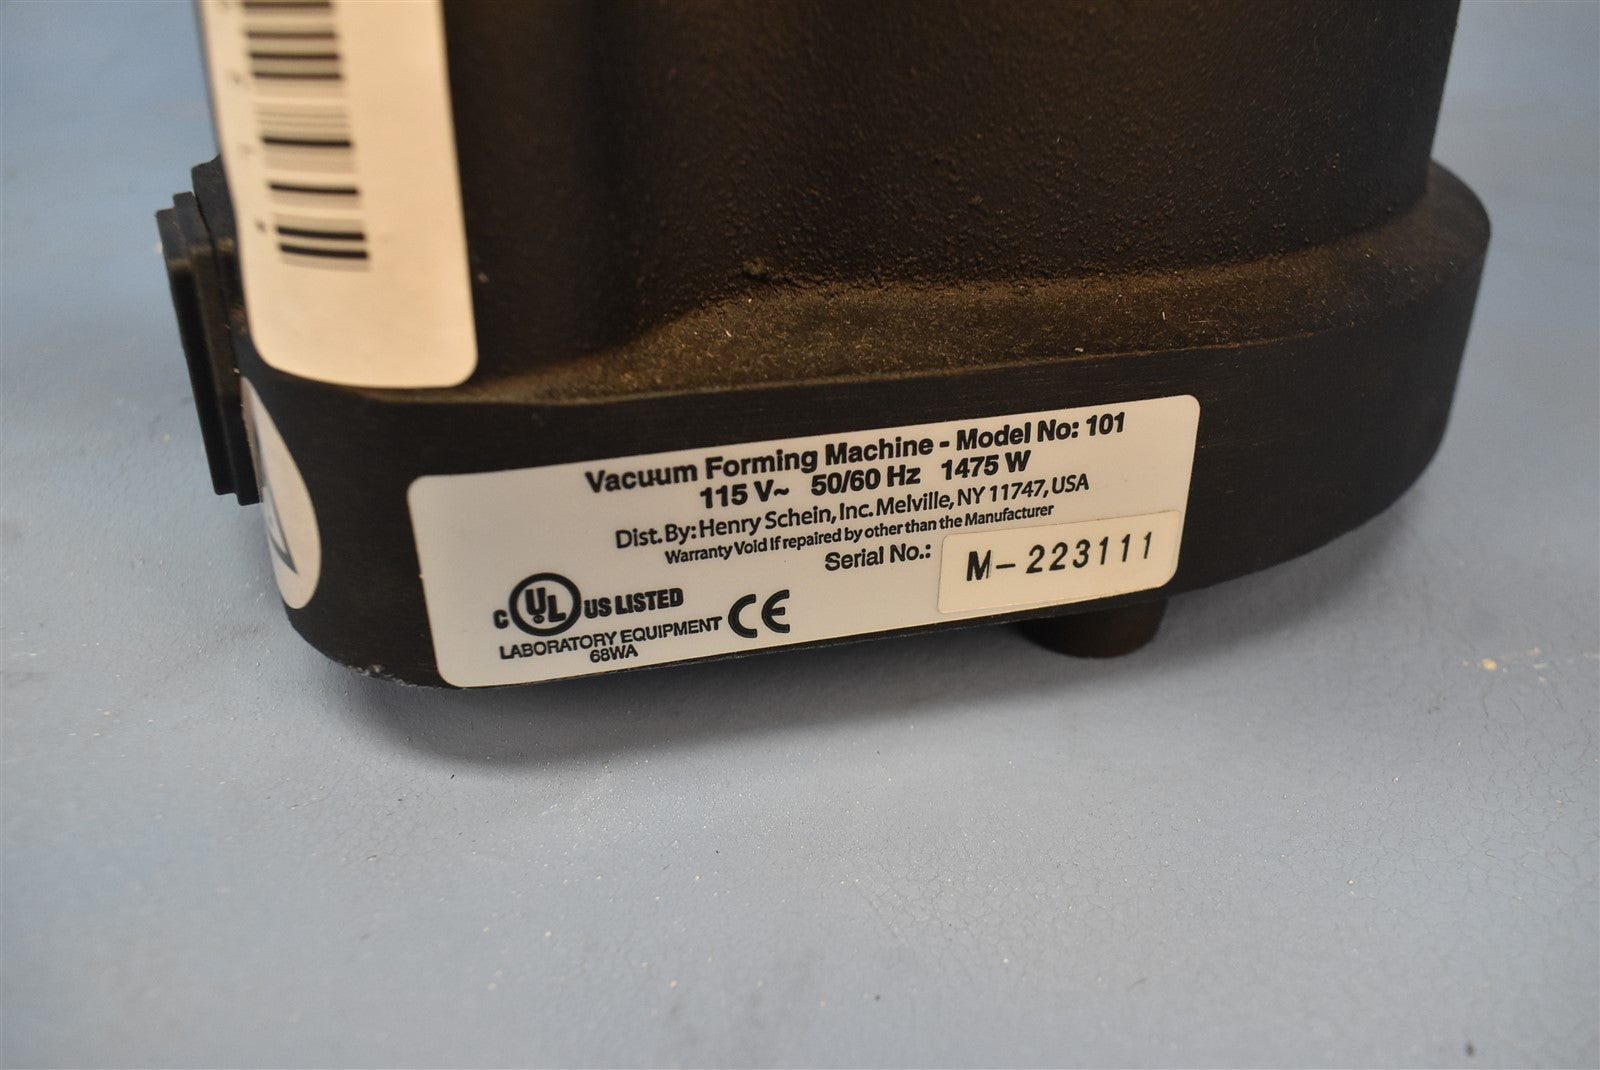 Vacuum Forming Machine - Model No: 101
115 V~ 50/60 Hz 1475 W
Dist. By: Henry Schein, Inc. Melville, NY 11747, USA
Warranty Void If repaired by other than the Manufacturer
Serial No.: M-223111
C UL US LISTED CE
LABORATORY EQUIPMENT
68WA